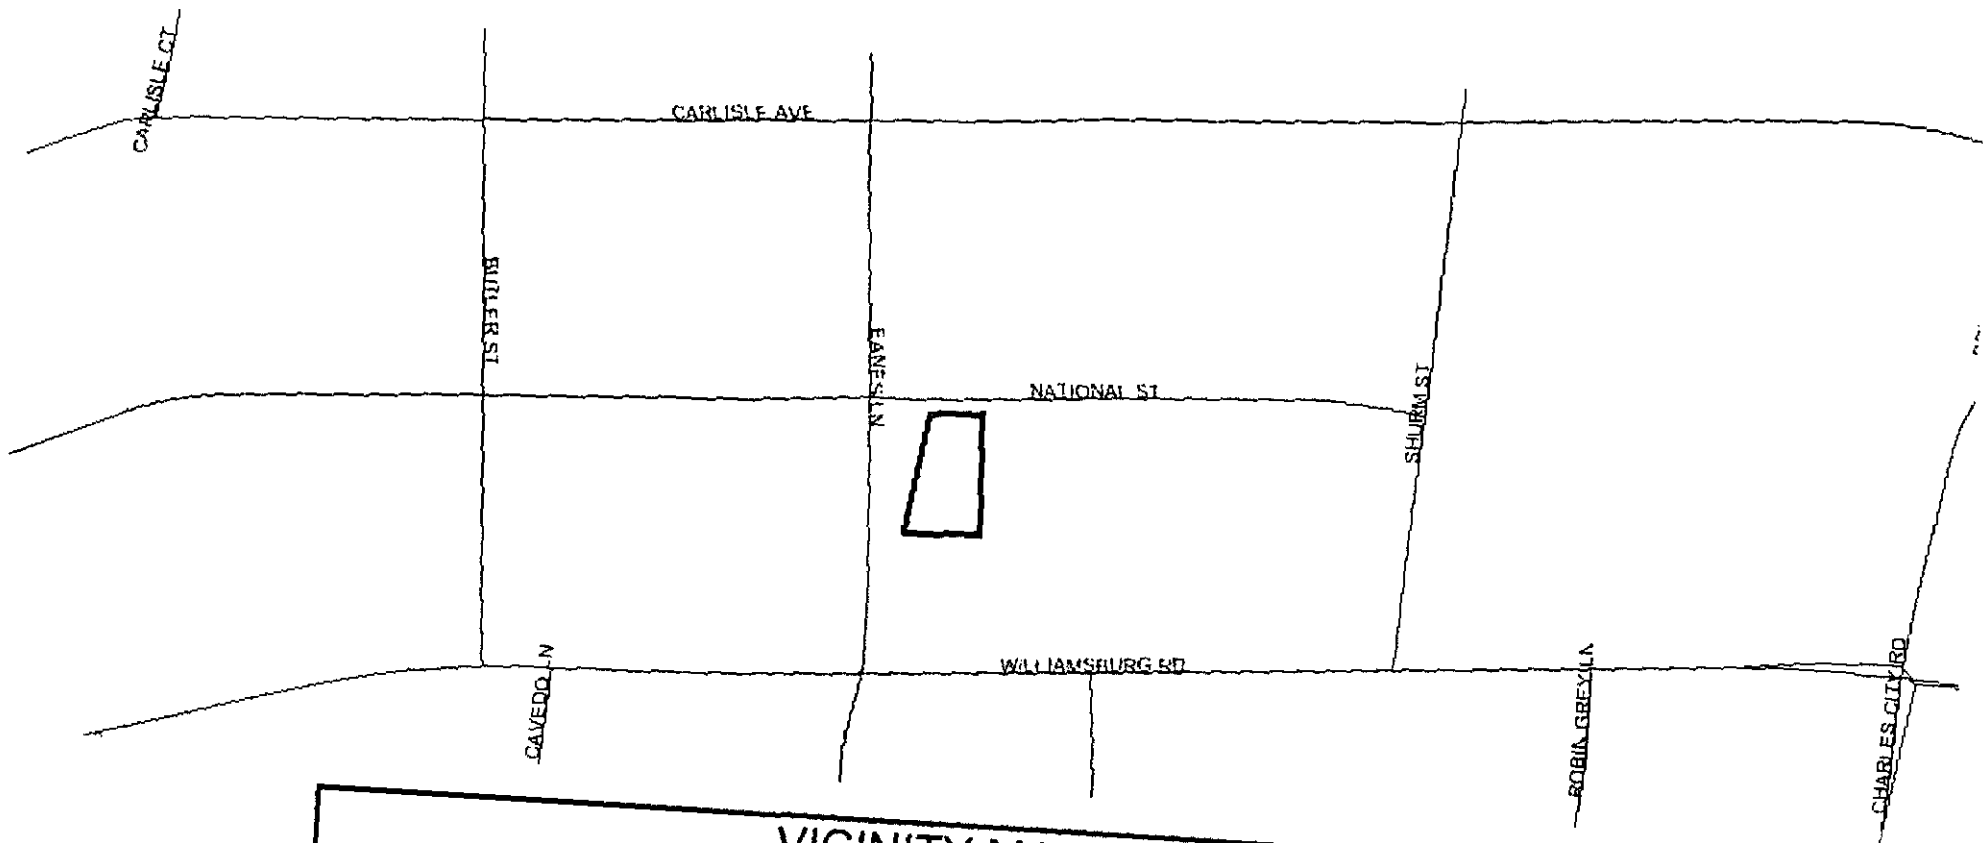 CARLISLE CT
CARLISLE AVE
BUTLER ST
EANES LN
NATIONAL ST
SHURM ST
WILLIAMSBURG RD
CAVEDO LN
ROBIN GREY LN
CHARLES CITY RD
VICINITY